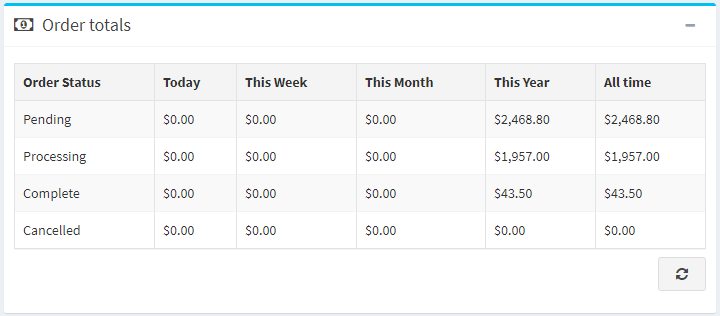 Order totals
Order Status Today This Week This Month This Year All time
Pending $0.00 $0.00 $0.00 $2,468.80 $2,468.80
Processing $0.00 $0.00 $0.00 $1,957.00 $1,957.00
Complete $0.00 $0.00 $0.00 $43.50 $43.50
Cancelled $0.00 $0.00 $0.00 $0.00 $0.00